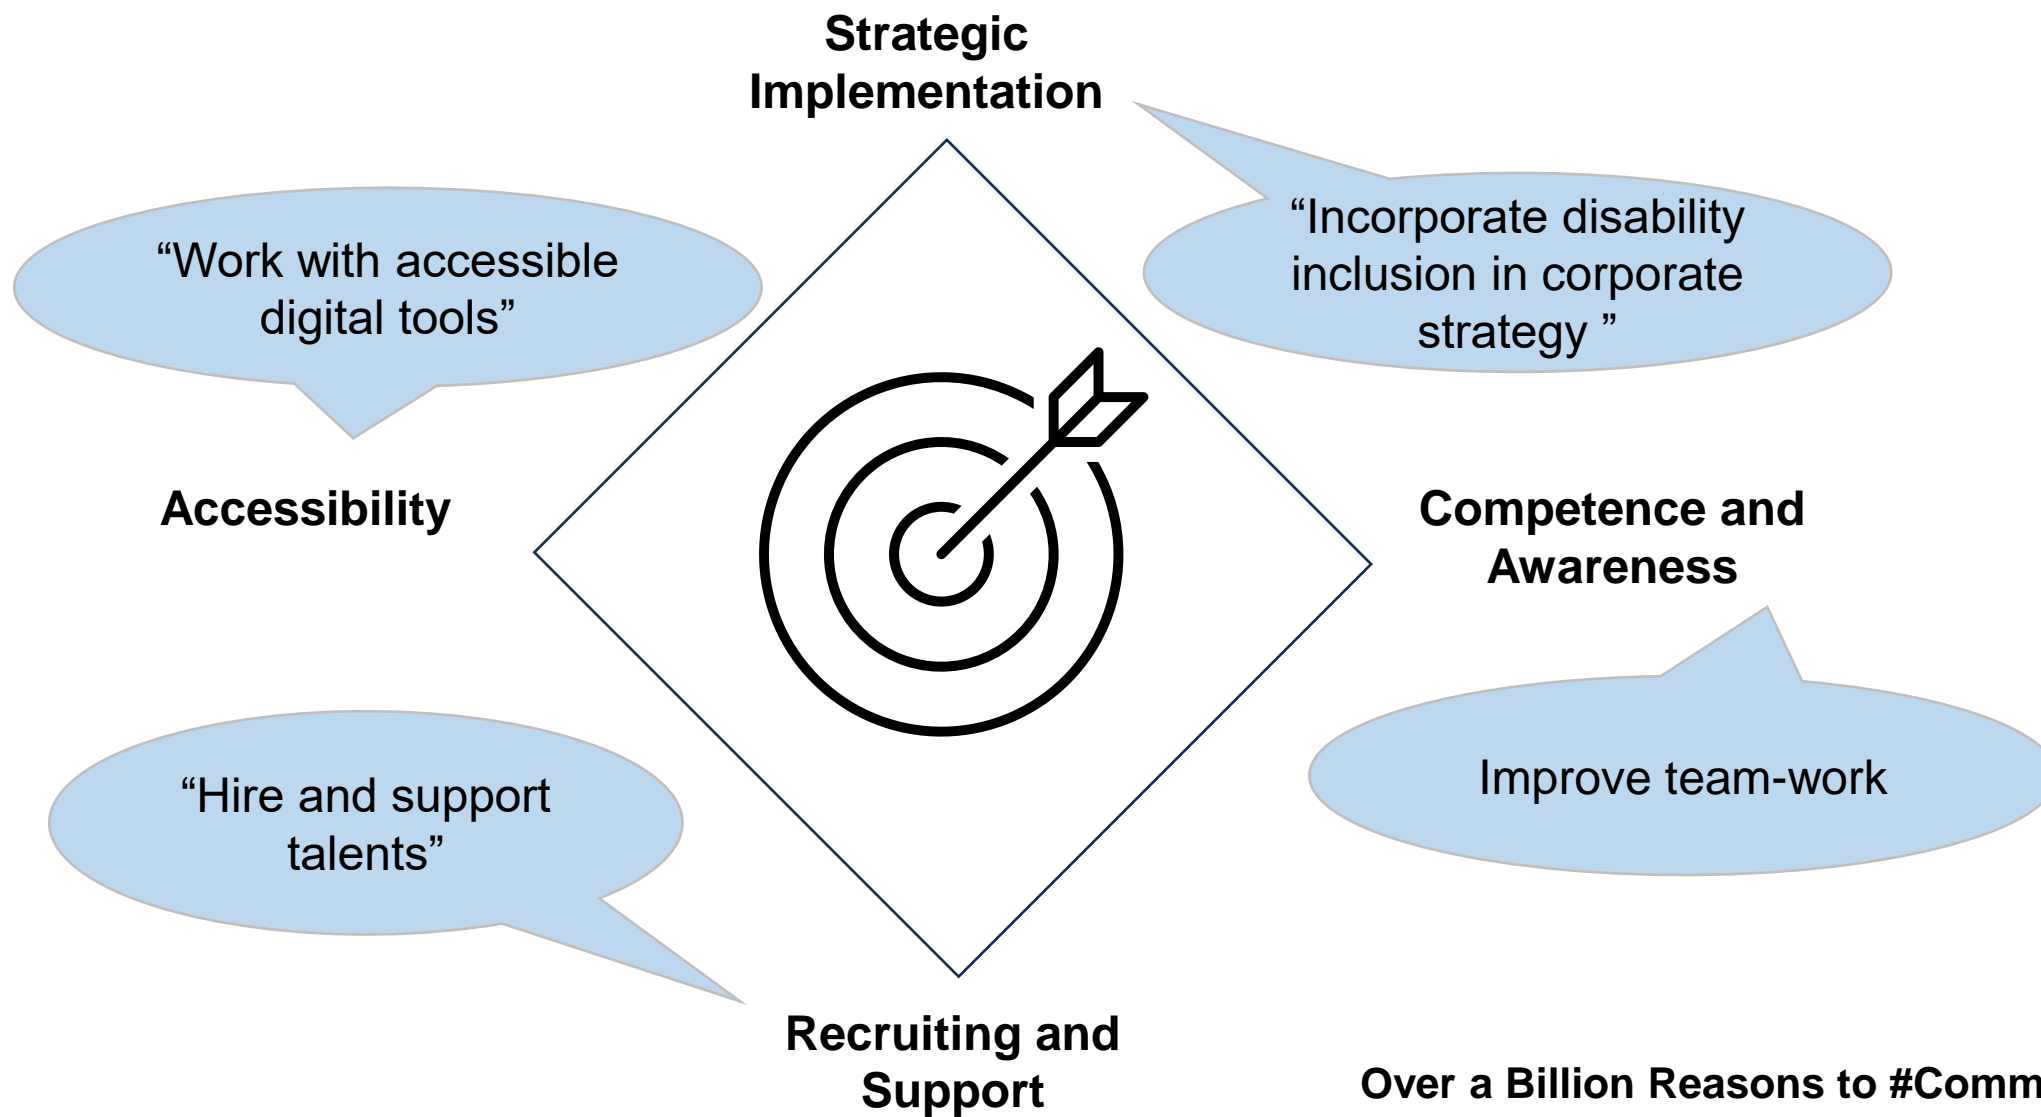 Strategic
Implementation
“Work with accessible
digital tools”
“Incorporate disability
inclusion in corporate
strategy ”
Accessibility
Competence and
Awareness
“Hire and support
talents”
Improve team-work
Recruiting and
Support
Over a Billion Reasons to #Comm